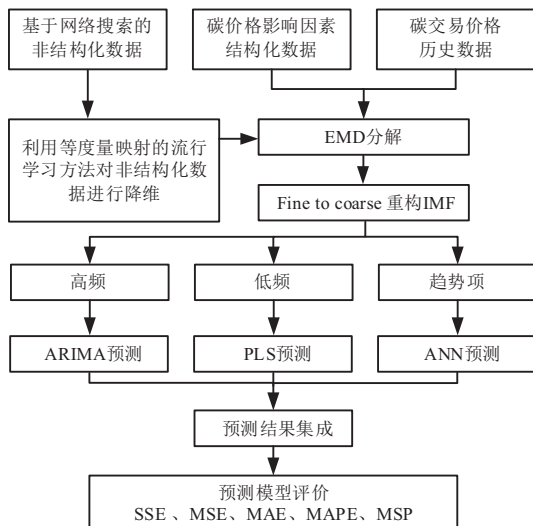 基于网络搜索的
非结构化数据
碳价格影响因素
结构化数据
碳交易价格
历史数据
利用等度量映射的流行
学习方法对非结构化数
据进行降维
EMD分解
Fine to coarse 重构IMF
高频
低频
趋势项
ARIMA预测
PLS预测
ANN预测
预测结果集成
预测模型评价
SSE 、MSE、MAE、MAPE、MSP